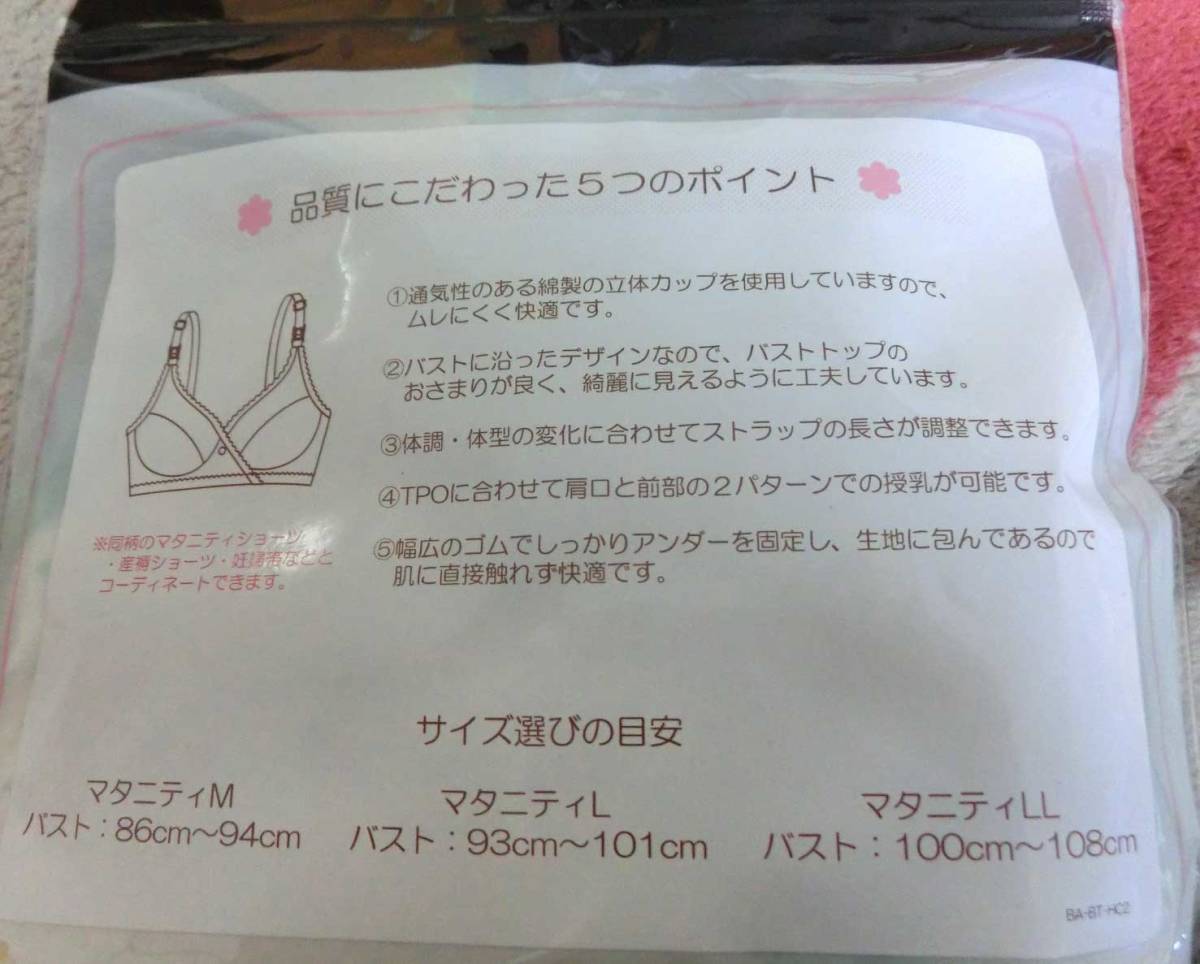 品質にこだわった5つのポイント
①通気性のある綿製の立体カップを使用していますので、
ムレにくく快適です。
②バストに沿ったデザインなので、バストトップの
おさまりが良く、綺麗に見えるように工夫しています。
③体調・体型の変化に合わせてストラップの長さが調整できます。
④TPOに合わせて肩口と前部の2パターンでの授乳が可能です。
⑤幅広のゴムでしっかりアンダーを固定し、生地に包んであるので
肌に直接触れず快適です。
※同柄のマタニティショーツ
・産褥ショーツ・妊婦帯などと
コーディネートできます。
サイズ選びの目安
マタニティM
バスト：86cm～94cm
マタニティL
バスト：93cm～101cm
マタニティLL
バスト：100cm～108cm
BA-BT-HC2